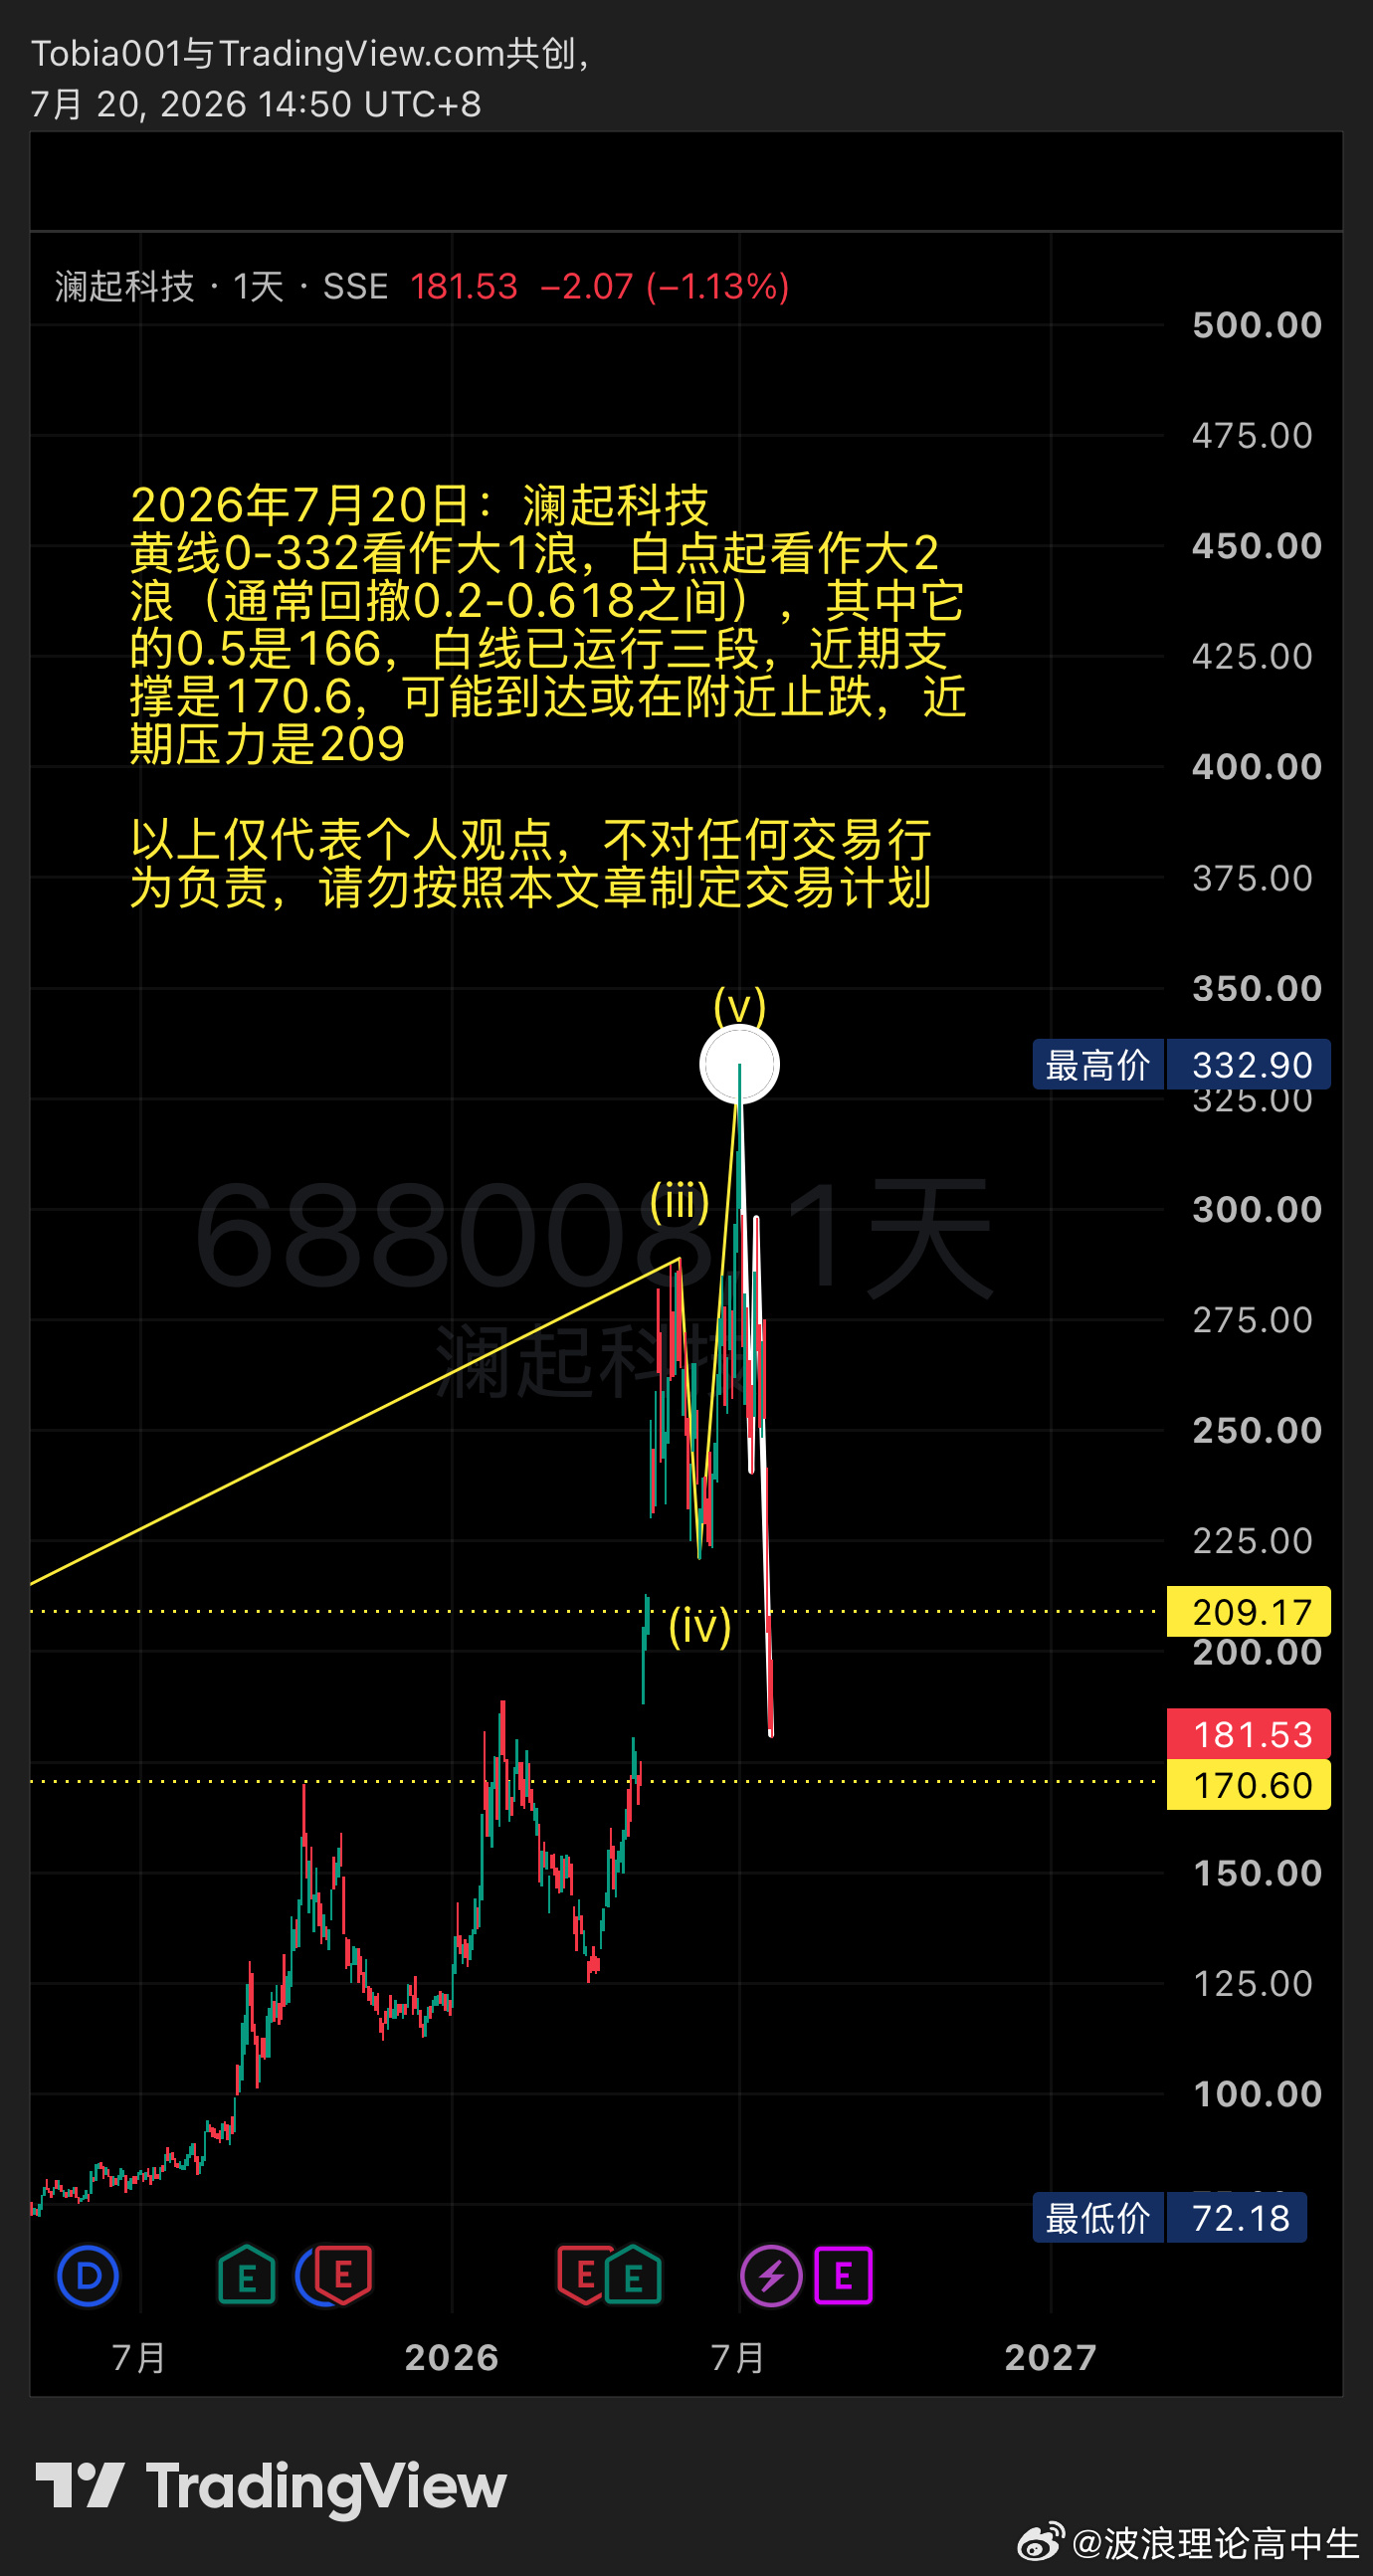 Tobia001与TradingView.com共创,
7月 20, 2026 14:50 UTC+8
澜起科技 · 1天 · SSE 181.53 −2.07 (−1.13%)
500.00
475.00
2026年7月20日：澜起科技
黄线0-332看作大1浪，白点起看作大2
浪（通常回撤0.2-0.618之间），其中它
的0.5是166，白线已运行三段，近期支
撑是170.6，可能到达或在附近止跌，近
期压力是209
以上仅代表个人观点，不对任何交易行
为负责，请勿按照本文章制定交易计划
450.00
425.00
400.00
375.00
350.00
(v)
最高价 332.90
325.00
688008, 1天
澜起科技
(iii)
300.00
275.00
250.00
225.00
209.17
(iv)
200.00
181.53
170.60
150.00
125.00
100.00
最低价 72.18
D E E E E E
7月 2026 7月 2027
TradingView
@波浪理论高中生